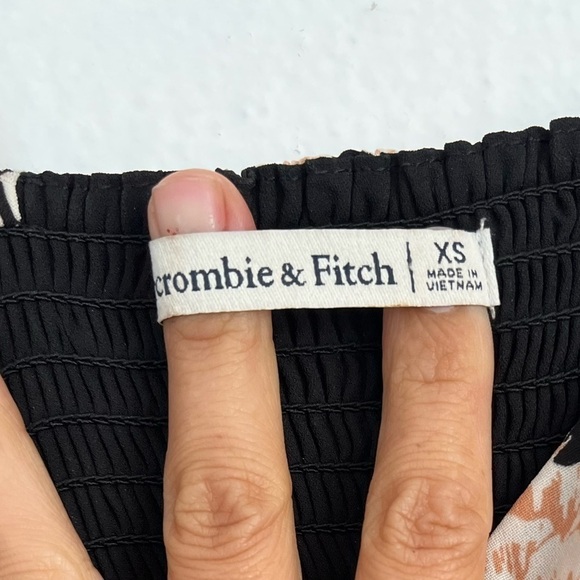 crombie & Fitch
XS
MADE IN
VIETNAM